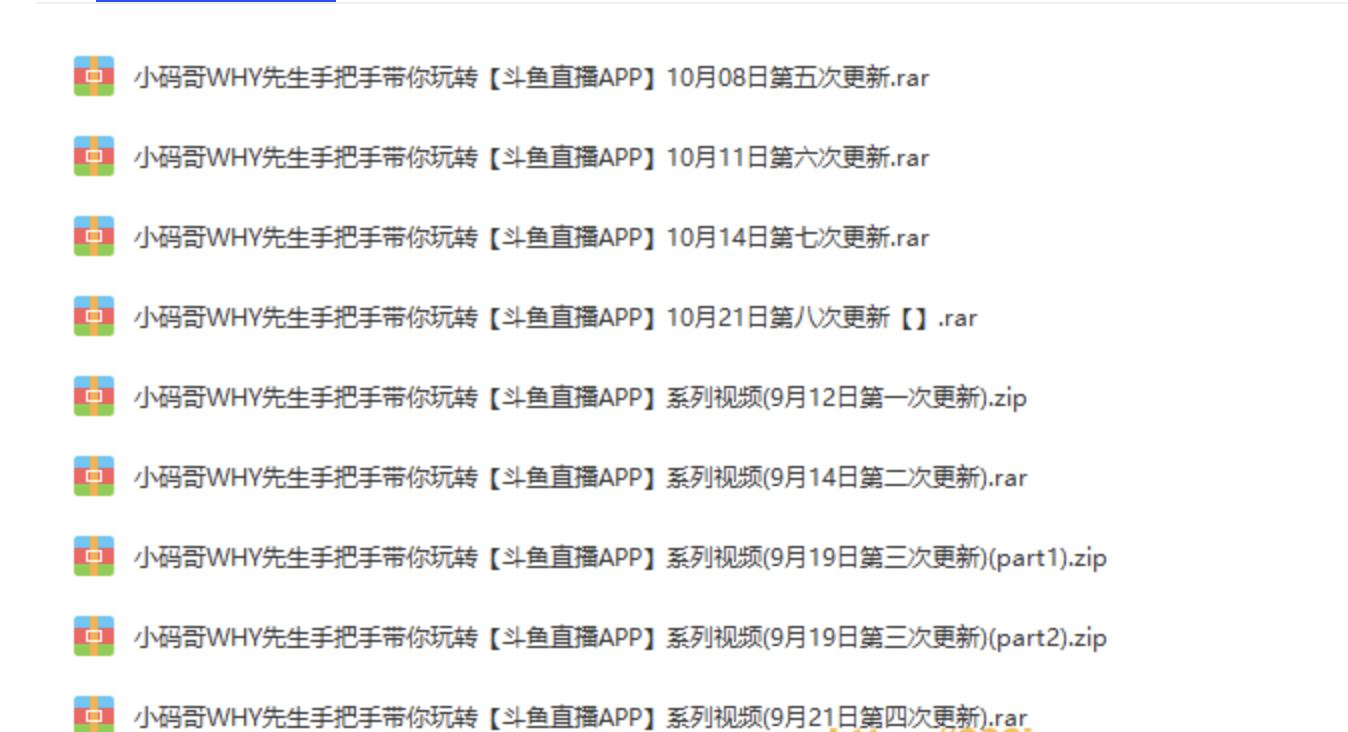 小码哥WHY先生手把手带你玩转【斗鱼直播APP】10月08日第五次更新.rar
小码哥WHY先生手把手带你玩转【斗鱼直播APP】10月11日第六次更新.rar
小码哥WHY先生手把手带你玩转【斗鱼直播APP】10月14日第七次更新.rar
小码哥WHY先生手把手带你玩转【斗鱼直播APP】10月21日第八次更新【】.rar
小码哥WHY先生手把手带你玩转【斗鱼直播APP】系列视频(9月12日第一次更新).zip
小码哥WHY先生手把手带你玩转【斗鱼直播APP】系列视频(9月14日第二次更新).rar
小码哥WHY先生手把手带你玩转【斗鱼直播APP】系列视频(9月19日第三次更新)(part1).zip
小码哥WHY先生手把手带你玩转【斗鱼直播APP】系列视频(9月19日第三次更新)(part2).zip
小码哥WHY先生手把手带你玩转【斗鱼直播APP】系列视频(9月21日第四次更新).rar